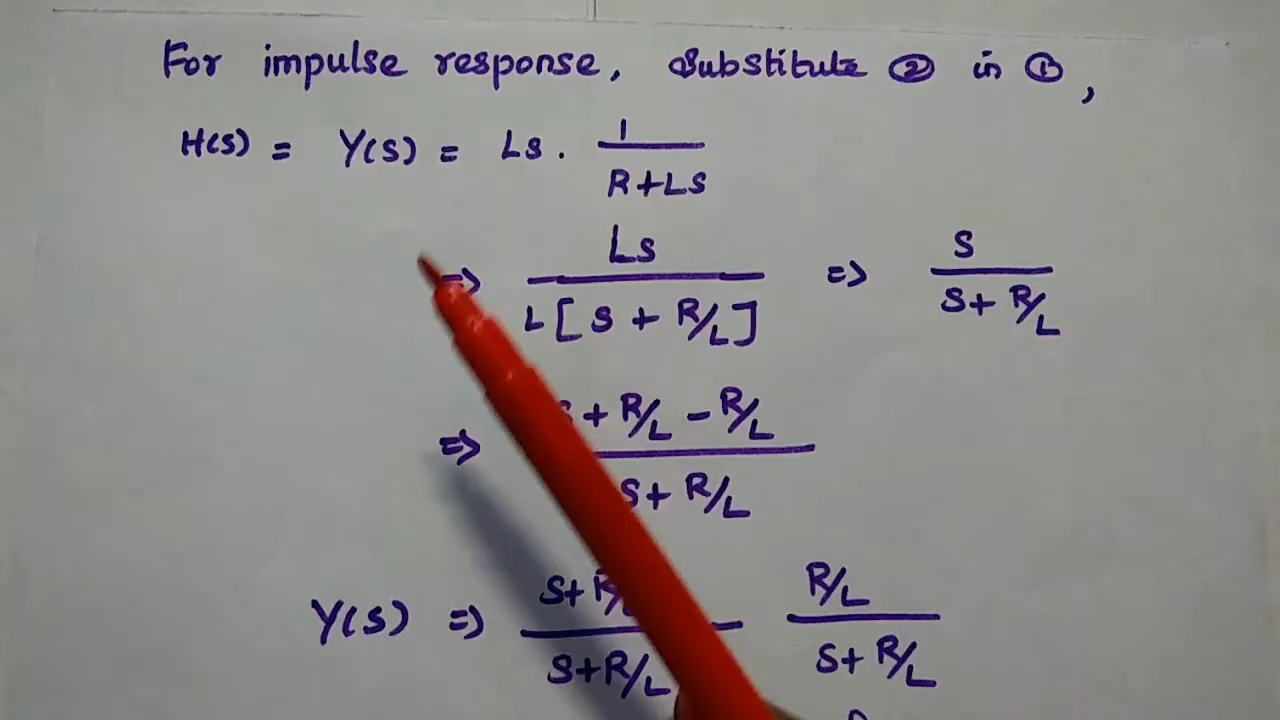 For impulse response, Substitute ② in ①,
H(S) = Y(S) = LS . 1 / R+LS
=> LS / L[S + R/L] => S / S+ R/L
=> + R/L - R/L / S+ R/L
Y(S) => S+ R/L / S+R/L R/L / S+ R/L